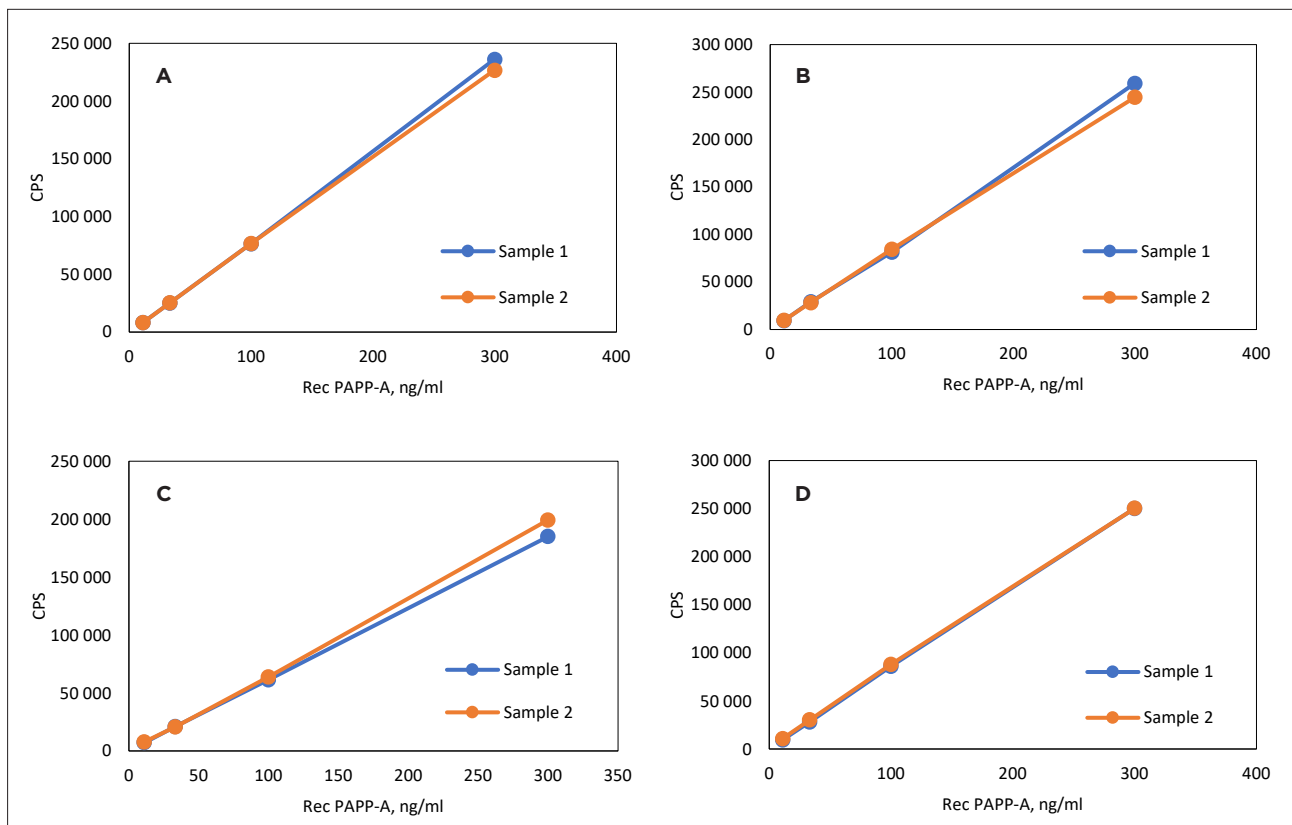 A
250 000
200 000
150 000
100 000
50 000
0
CPS
0 100 200 300 400
Rec PAPP-A, ng/ml
Sample 1
Sample 2
B
300 000
250 000
200 000
150 000
100 000
50 000
0
CPS
0 100 200 300 400
Rec PAPP-A, ng/ml
Sample 1
Sample 2
C
250 000
200 000
150 000
100 000
50 000
0
CPS
0 50 100 150 200 250 300 350
Rec PAPP-A, ng/ml
Sample 1
Sample 2
D
300 000
250 000
200 000
150 000
100 000
50 000
0
CPS
0 100 200 300 400
Rec PAPP-A, ng/ml
Sample 1
Sample 2